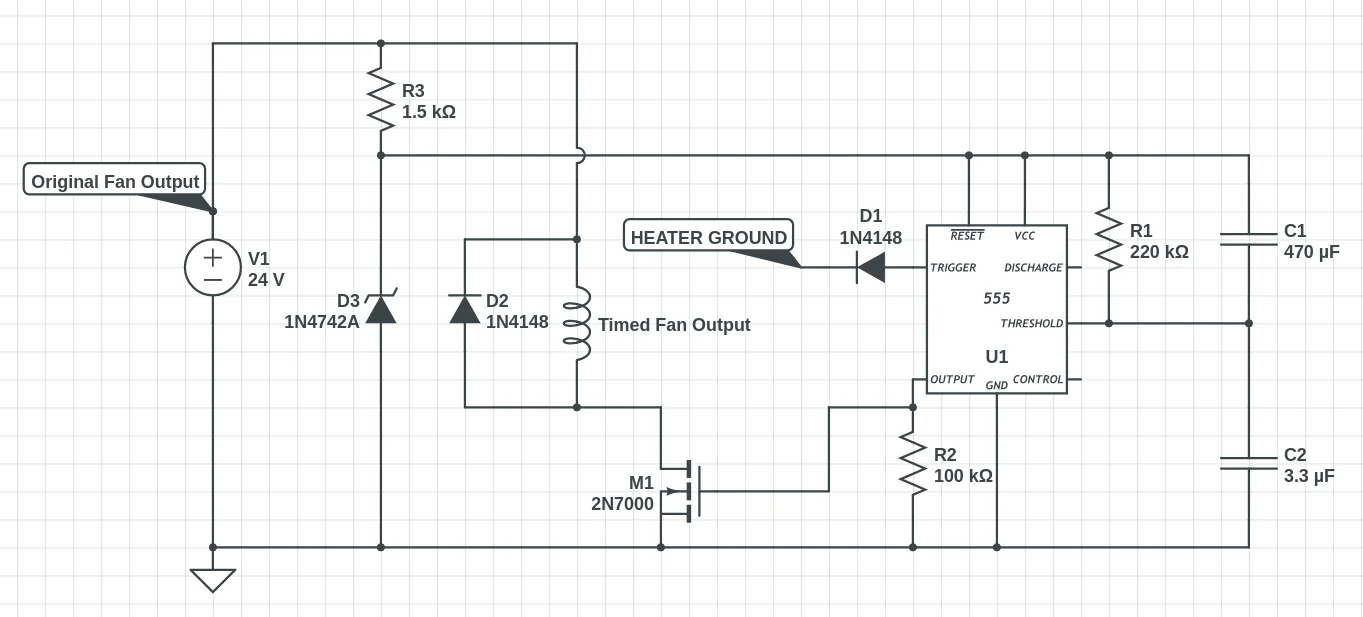 R3
1.5 kΩ
Original Fan Output
V1
24 V
D3
1N4742A
D2
1N4148
Timed Fan Output
HEATER GROUND
D1
1N4148
RESET
VCC
TRIGGER
DISCHARGE
555
THRESHOLD
U1
OUTPUT
GND
CONTROL
R1
220 kΩ
C1
470 µF
M1
2N7000
R2
100 kΩ
C2
3.3 µF